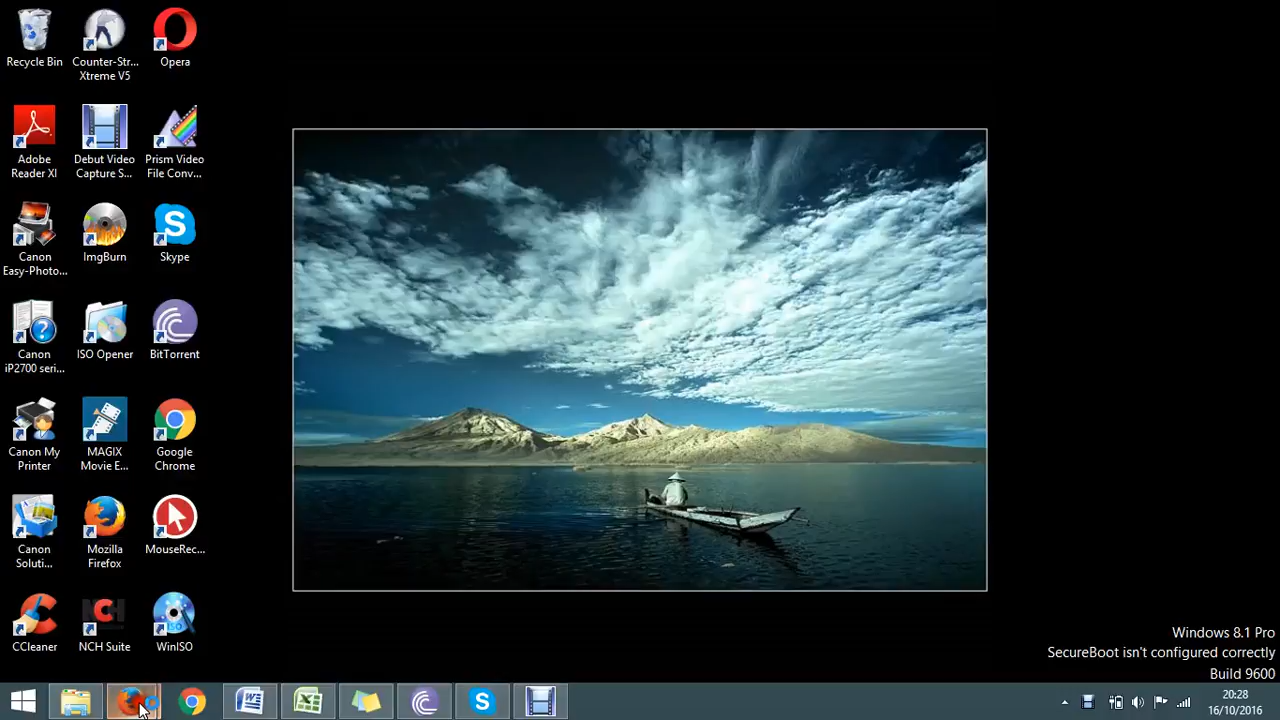 Recycle Bin
Counter-Str...
Xtreme V5
Opera
Adobe
Reader XI
Debut Video
Capture S...
Prism Video
File Conv...
Canon
Easy-Photo...
ImgBurn
Skype
Canon
iP2700 seri...
ISO Opener
BitTorrent
Canon My
Printer
MAGIX
Movie E...
Google
Chrome
Canon
Soluti...
Mozilla
Firefox
MouseRec...
CCleaner
NCH Suite
WinISO
Windows 8.1 Pro
SecureBoot isn't configured correctly
Build 9600
20:28
16/10/2016